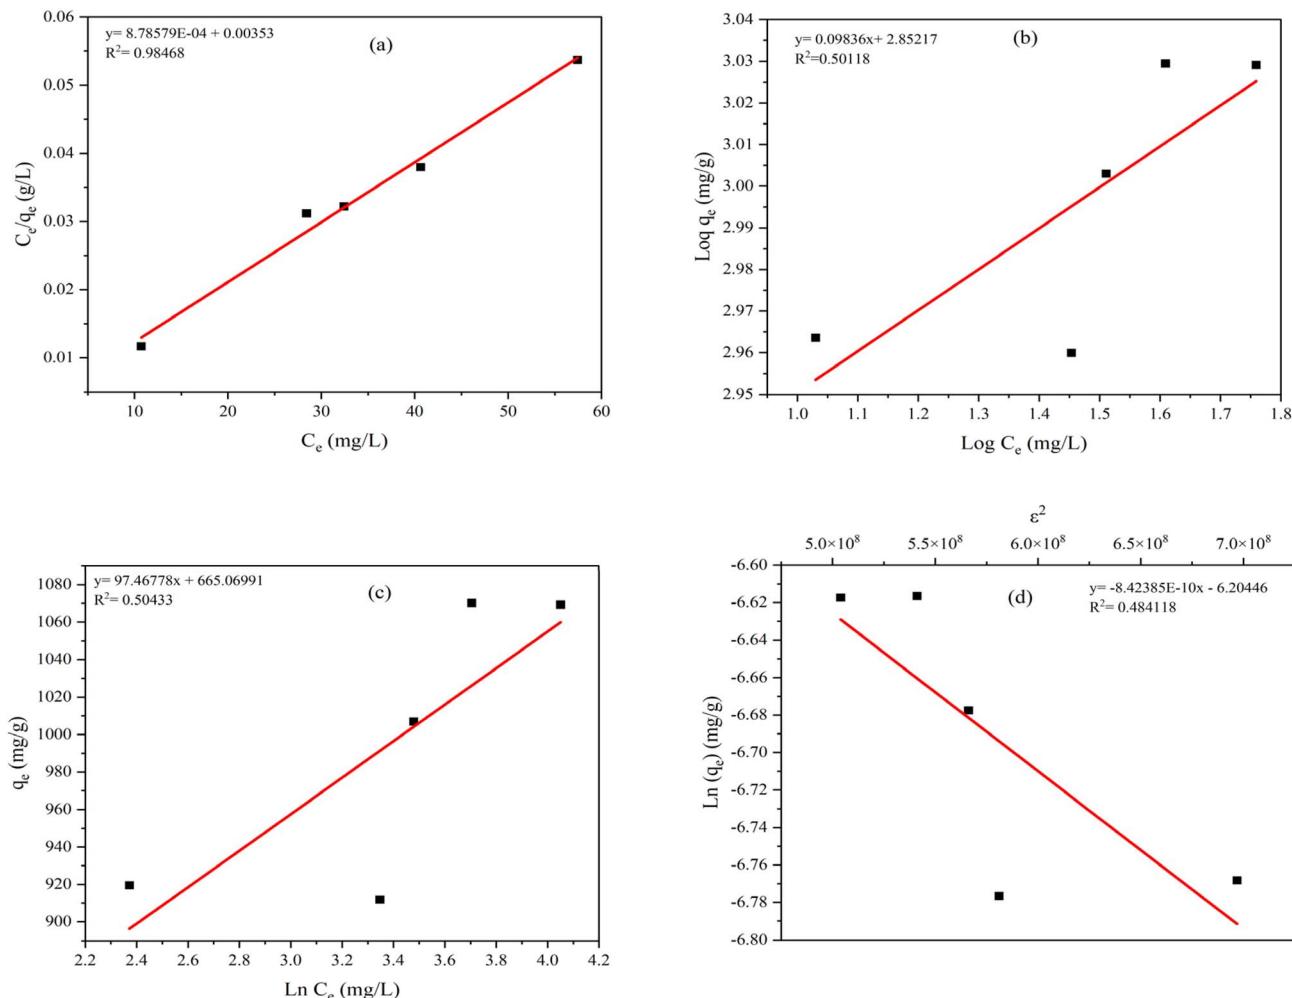 y= 8.78579E-04 + 0.00353
R²= 0.98468
(a)
0.06
0.05
0.04
0.03
0.02
0.01
10 20 30 40 50 60
Cₑ/qₑ (g/L)
Cₑ (mg/L)
y= 0.09836x+ 2.85217
R²=0.50118
(b)
3.04
3.03
3.02
3.01
3.00
2.99
2.98
2.97
2.96
2.95
1.0 1.1 1.2 1.3 1.4 1.5 1.6 1.7 1.8
Loq qₑ (mg/g)
Log Cₑ (mg/L)
y= 97.46778x + 665.06991
R²= 0.50433
(c)
1080
1060
1040
1020
1000
980
960
940
920
900
2.2 2.4 2.6 2.8 3.0 3.2 3.4 3.6 3.8 4.0 4.2
qₑ (mg/g)
Ln Cₑ (mg/L)
ε²
5.0×10⁸ 5.5×10⁸ 6.0×10⁸ 6.5×10⁸ 7.0×10⁸
y= -8.42385E-10x - 6.20446
R²= 0.484118
(d)
-6.60
-6.62
-6.64
-6.66
-6.68
-6.70
-6.72
-6.74
-6.76
-6.78
-6.80
Ln (qₑ) (mg/g)